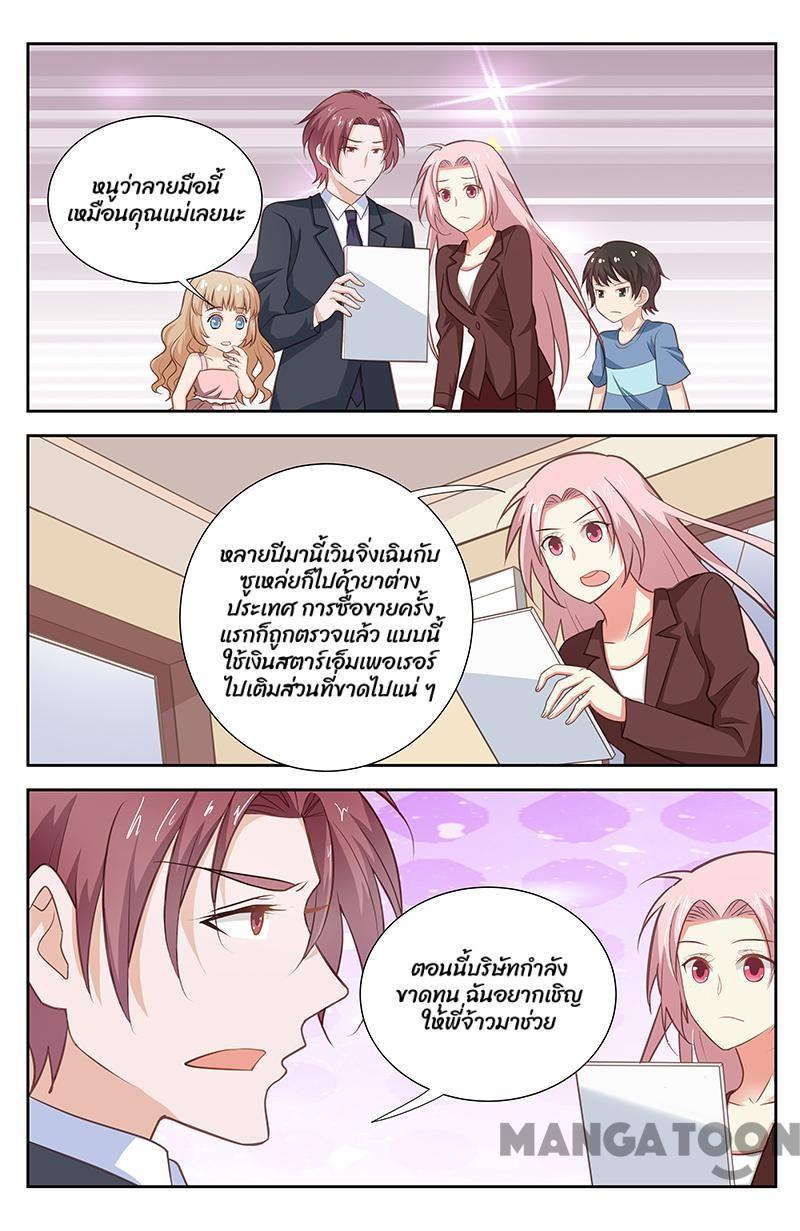 หนูว่าลายมือนี้
เหมือนคุณแม่เลยนะ
หลายปีมานี้เวินจิ่งเฉินกับ
ซูเหล่ยก็ไปค้ายาต่าง
ประเทศ การซื้อขายครั้ง
แรกก็ถูกตรวจแล้ว แบบนี้
ใช้เงินสตาร์เอ็มเพอเรอร์
ไปเติมส่วนที่ขาดไปแน่ ๆ
ตอนนี้บริษัทกำลัง
ขาดทุน ฉันอยากเชิญ
ให้พี่จ้าวมาช่วย
MANGATOON